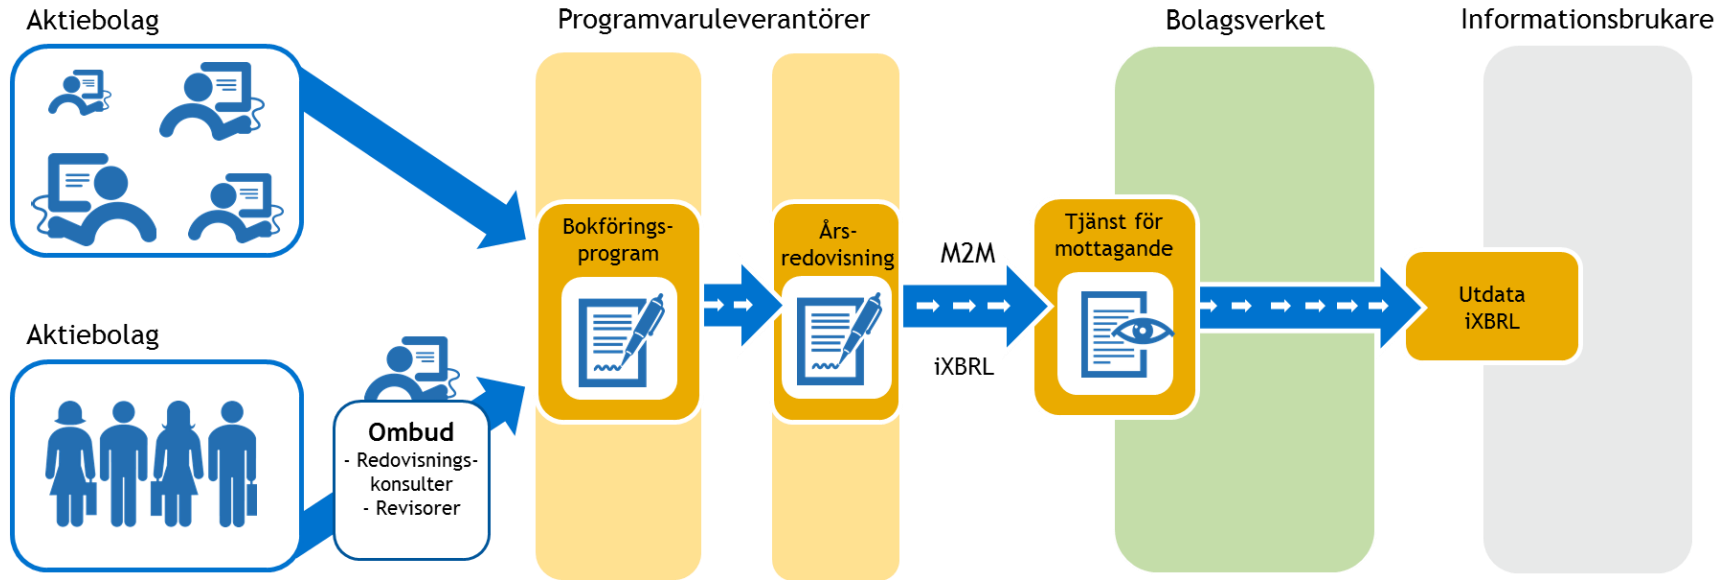 Aktiebolag
Programvaruleverantörer
Bolagsverket
Informationsbrukare
Bokförings-
program
Års-
redovisning
M2M
iXBRL
Tjänst för
mottagande
Utdata
iXBRL
Aktiebolag
Ombud
- Redovisnings-
konsulter
- Revisorer